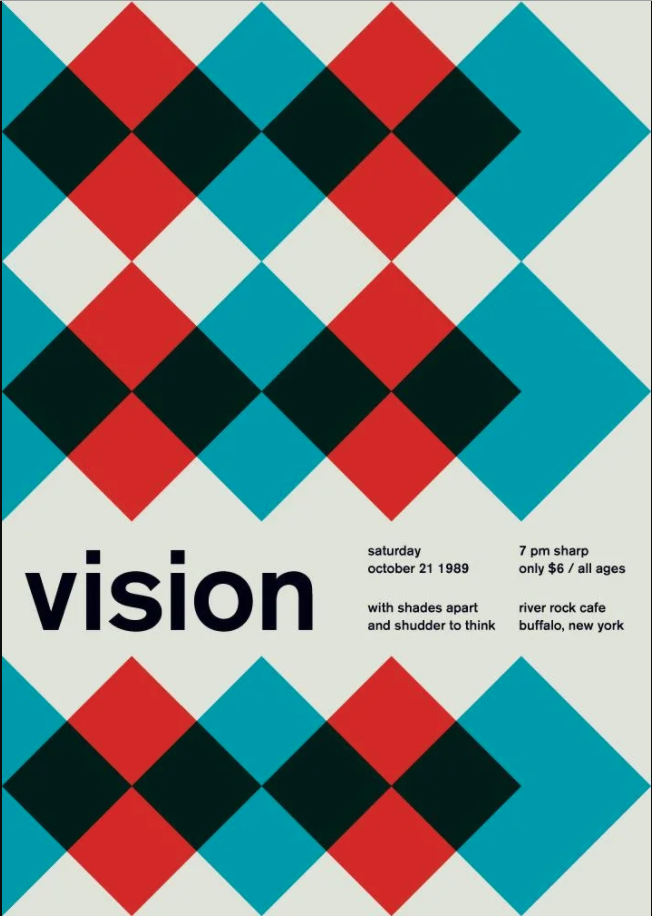 vision
saturday
october 21 1989
with shades apart
and shudder to think
7 pm sharp
only $6 / all ages
river rock cafe
buffalo, new york